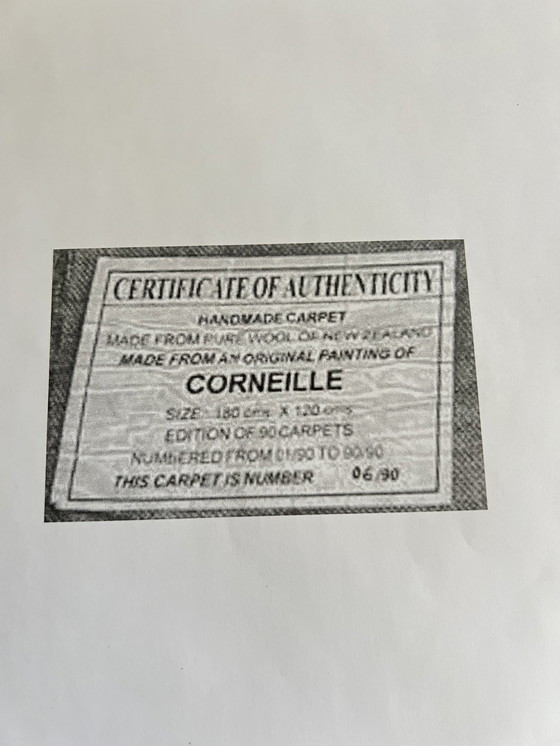 CERTIFICATE OF AUTHENTICITY
HANDMADE CARPET
MADE FROM PURE WOOL OF NEW ZEALAND
MADE FROM AN ORIGINAL PAINTING OF
CORNEILLE
SIZE 180 cms X 120 cms
EDITION OF 90 CARPETS
NUMBERED FROM 01/90 TO 90/90
THIS CARPET IS NUMBER 06/90